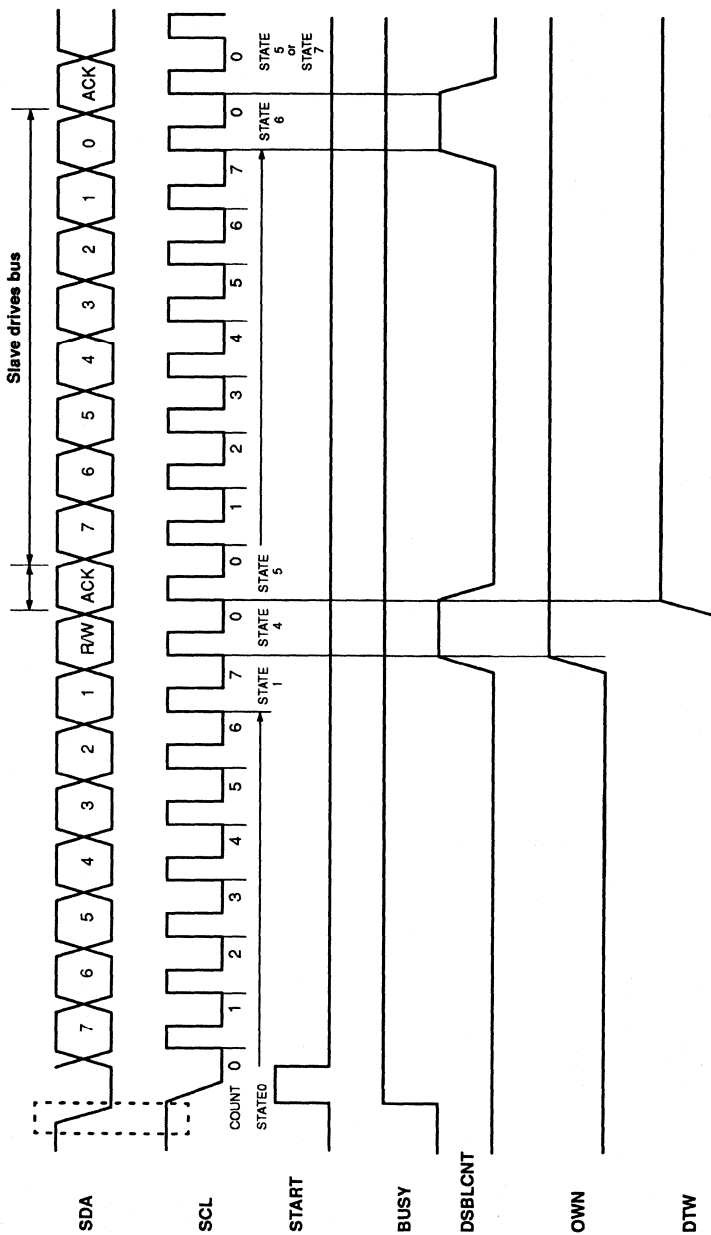 Slave drives bus
SDA
7 6 5 4 3 2 1 R/W ACK 7 6 5 4 3 2 1 0 ACK
SCL
COUNT 0 1 2 3 4 5 6 7 0 0 1 2 3 4 5 6 7 0 0
STATE0
STATE
1
STATE
4
STATE
5
STATE
6
STATE
5
or
STATE
7
START
BUSY
DSBLCNT
OWN
DTW